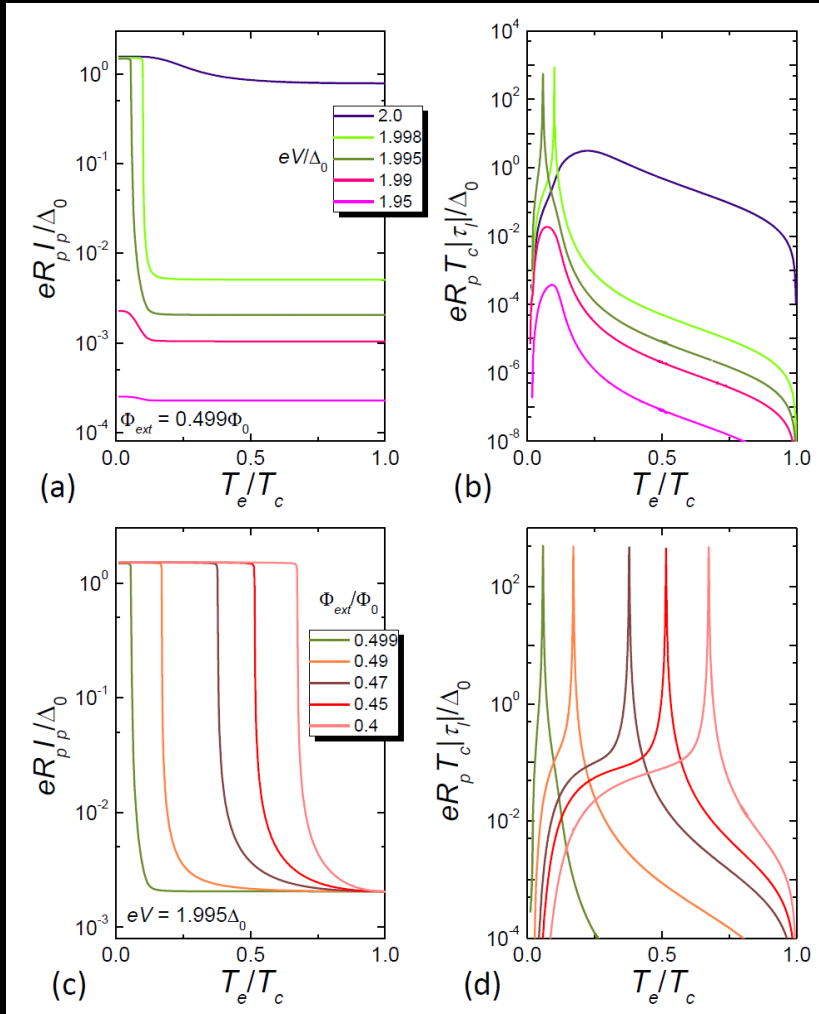 10^0
10^-1
10^-2
10^-3
10^-4
eR_p I_p/Δ_0
2.0
1.998
1.995
1.99
1.95
eV/Δ_0
Φ_ext = 0.499Φ_0
0.0 0.5 1.0
(a) T_e/T_c
10^4
10^2
10^0
10^-2
10^-4
10^-6
10^-8
eR_p T_c|τ_I|/Δ_0
0.0 0.5 1.0
(b) T_e/T_c
10^0
10^-1
10^-2
10^-3
eR_p I_p/Δ_0
Φ_ext/Φ_0
0.499
0.49
0.47
0.45
0.4
eV = 1.995Δ_0
0.0 0.5 1.0
(c) T_e/T_c
10^2
10^0
10^-2
10^-4
eR_p T_c|τ_I|/Δ_0
0.0 0.5 1.0
(d) T_e/T_c